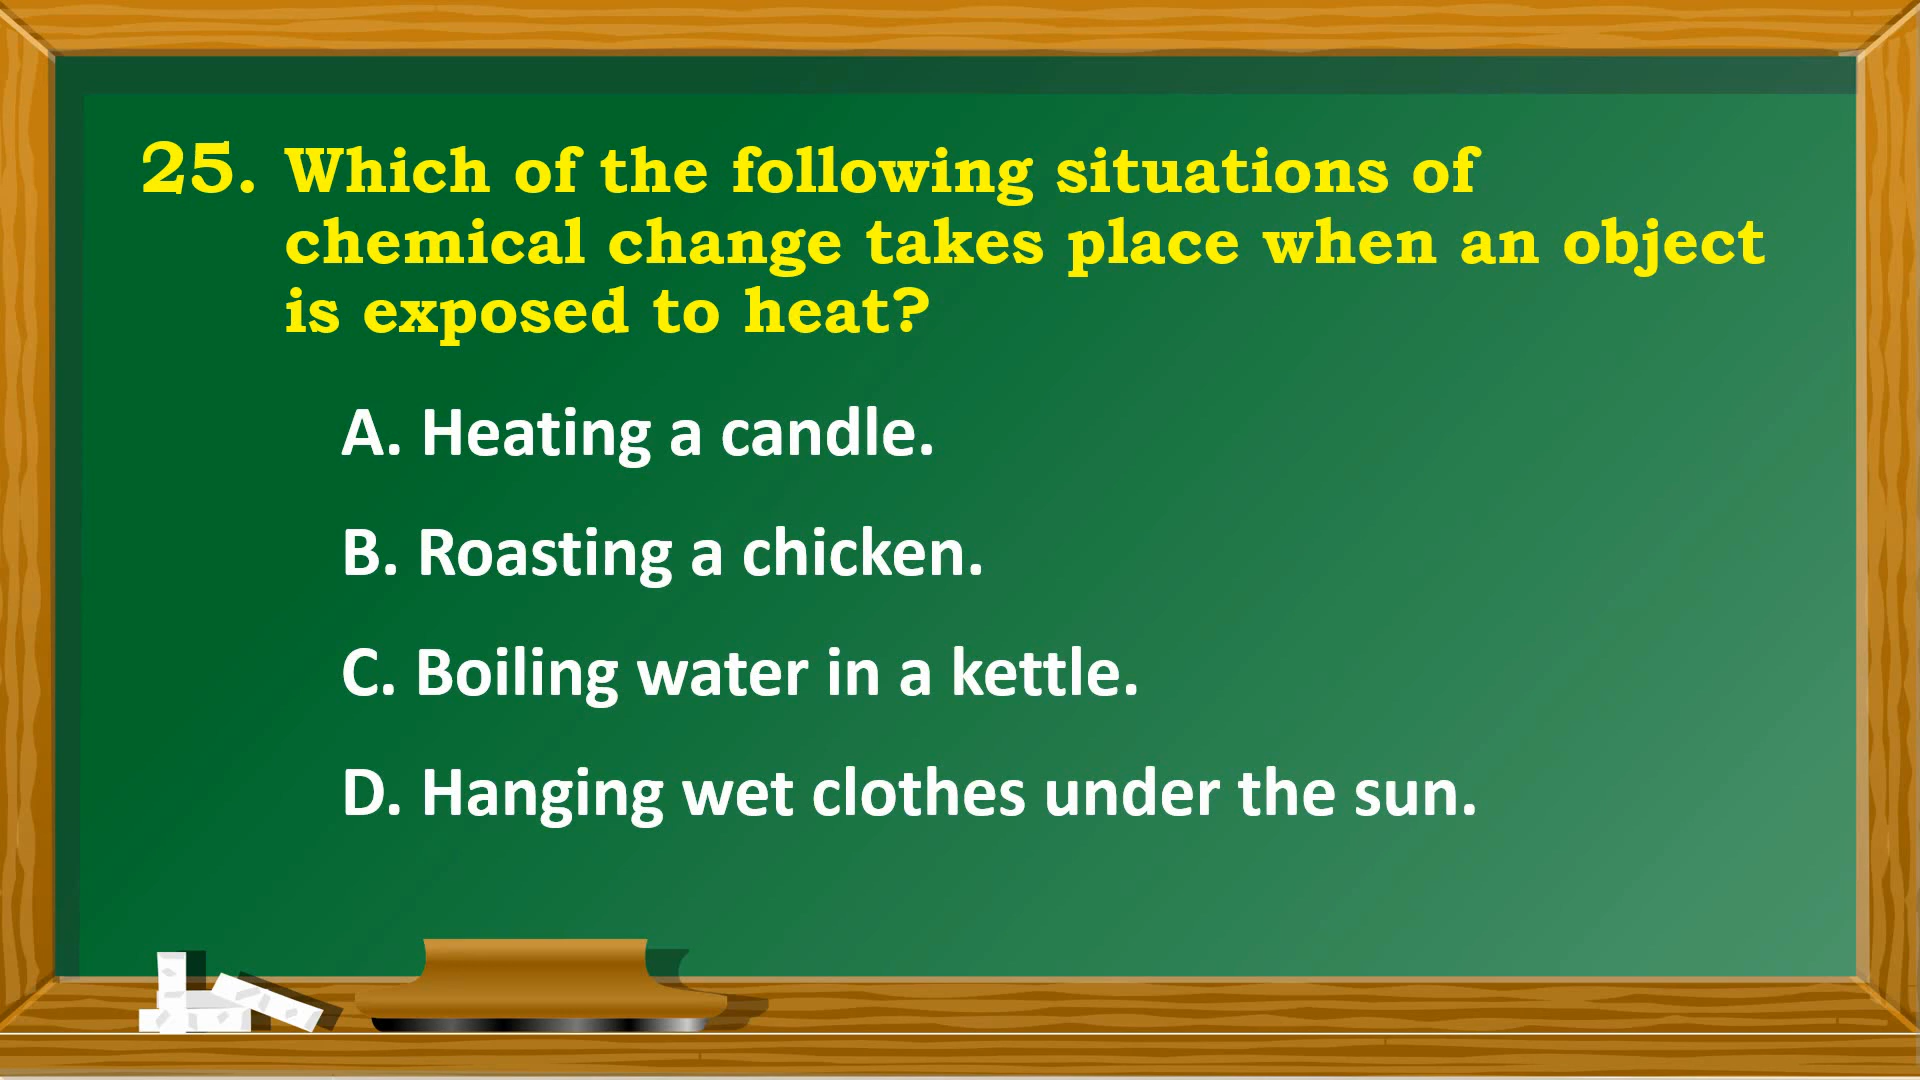 25. Which of the following situations of
chemical change takes place when an object
is exposed to heat?
A. Heating a candle.
B. Roasting a chicken.
C. Boiling water in a kettle.
D. Hanging wet clothes under the sun.